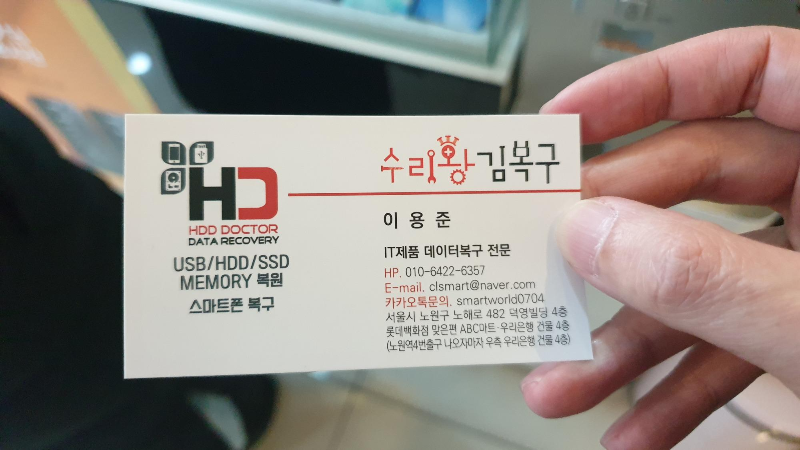 HD
HDD DOCTOR
DATA RECOVERY
USB/HDD/SSD
MEMORY 복원
스마트폰 복구
수리왕김복구
이용준
IT제품 데이터복구 전문
HP. 010-6422-6357
E-mail. clsmart@naver.com
카카오톡문의. smartworld0704
서울시 노원구 노해로 482 덕영빌딩 4층
롯데백화점 맞은편 ABC마트·우리은행 건물 4층
(노원역4번출구 나오자마자 우측 우리은행 건물 4층)